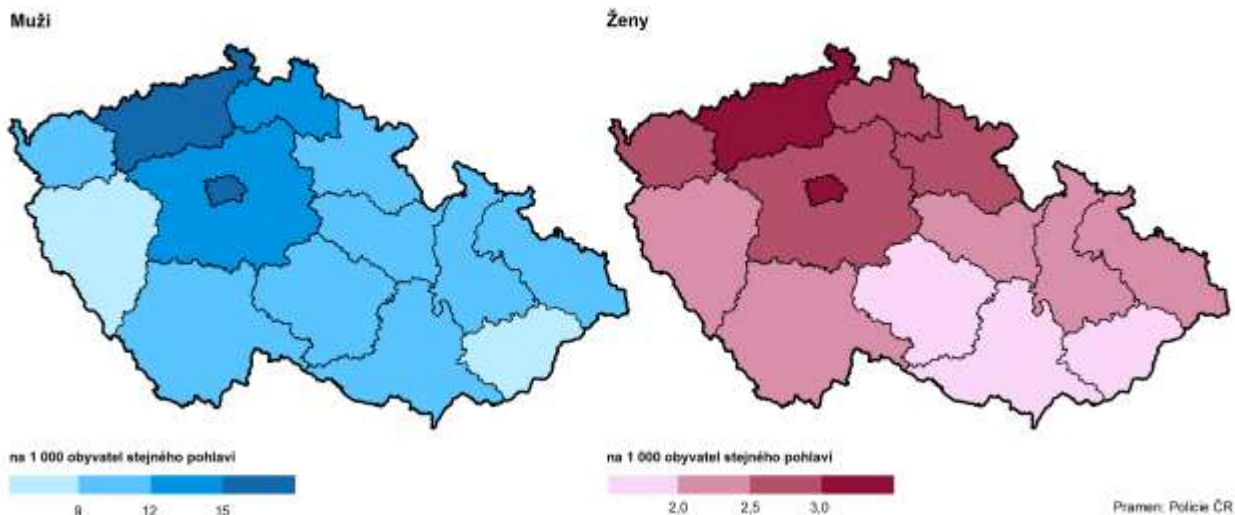 Muži
Ženy
na 1 000 obyvatel stejného pohlaví
9 12 15
na 1 000 obyvatel stejného pohlaví
2,0 2,5 3,0
Pramen: Policie ČR